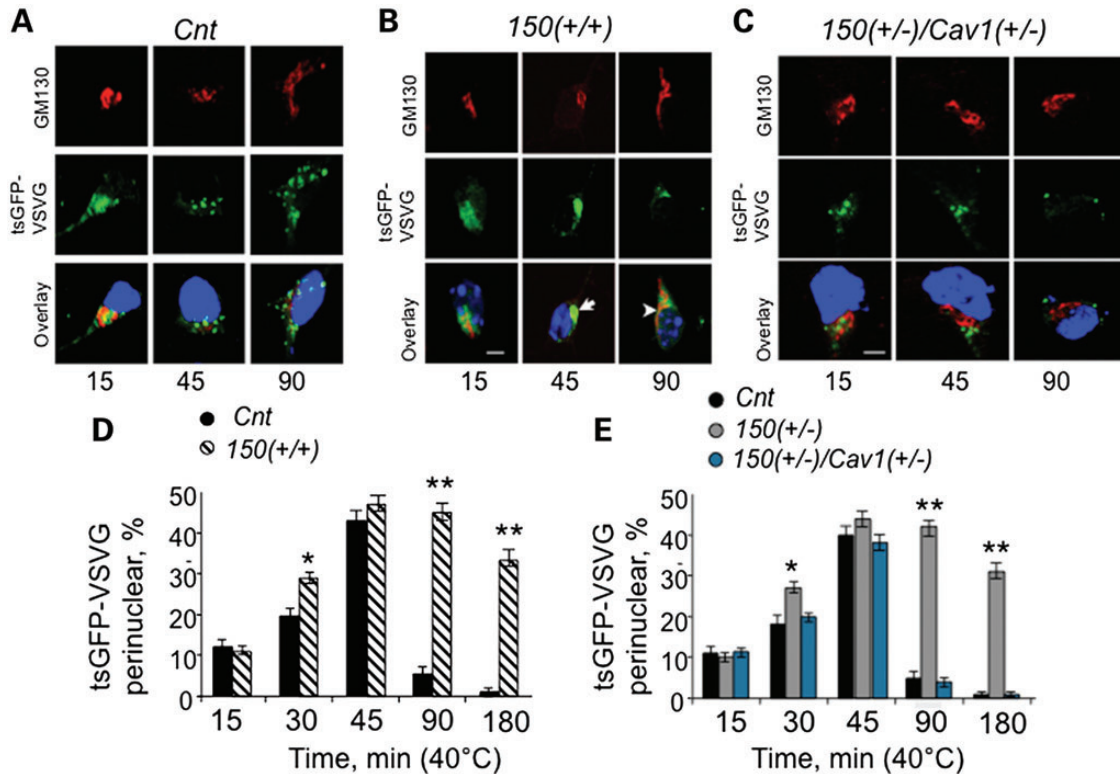 A
Cnt
GM130
tsGFP-
VSVG
Overlay
15 45 90
B
150(+/+)
GM130
tsGFP-
VSVG
Overlay
15 45 90
C
150(+/-)/Cav1(+/-)
GM130
tsGFP-
VSVG
Overlay
15 45 90
D
Cnt
150(+/+)
tsGFP-VSVG
perinuclear, %
50
40
30
20
10
0
* ** **
15 30 45 90 180
Time, min (40°C)
E
Cnt
150(+/-)
150(+/-)/Cav1(+/-)
tsGFP-VSVG
perinuclear, %
50
40
30
20
10
0
* ** **
15 30 45 90 180
Time, min (40°C)